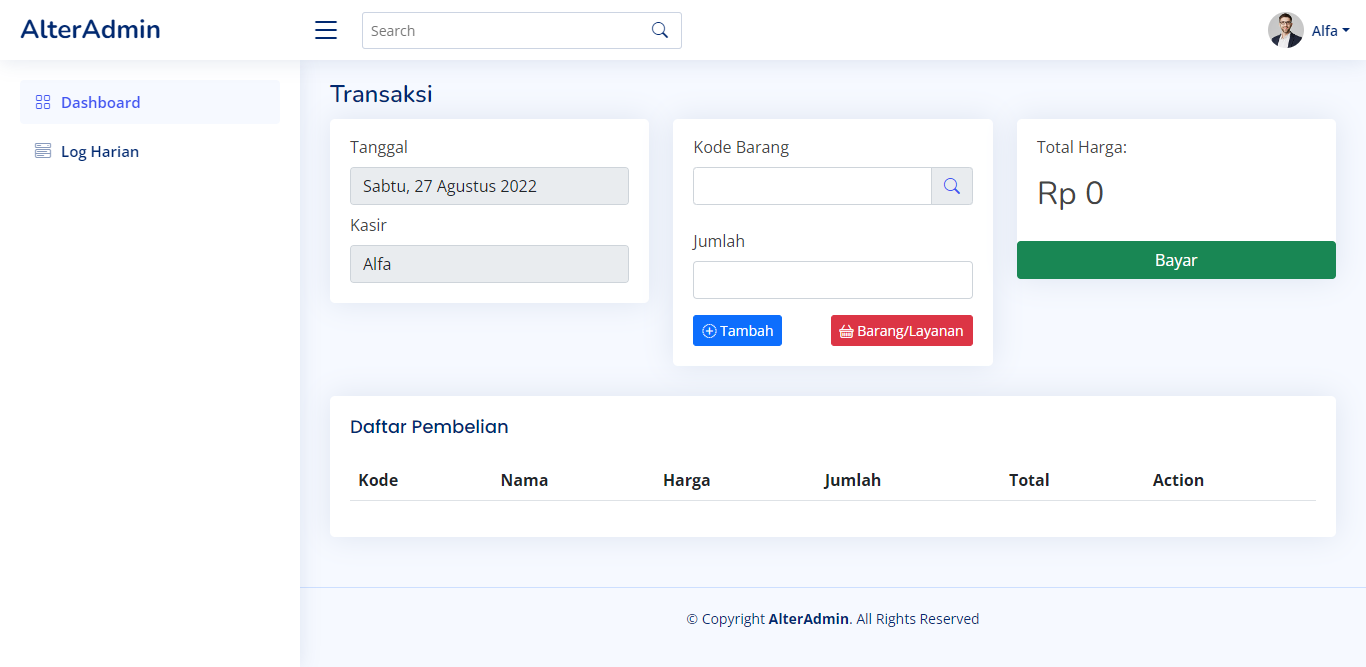 AlterAdmin
Search
Alfa
Dashboard
Log Harian
Transaksi
Tanggal
Sabtu, 27 Agustus 2022
Kasir
Alfa
Kode Barang
Jumlah
Tambah
Barang/Layanan
Total Harga:
Rp 0
Bayar
Daftar Pembelian
Kode Nama Harga Jumlah Total Action
© Copyright AlterAdmin. All Rights Reserved